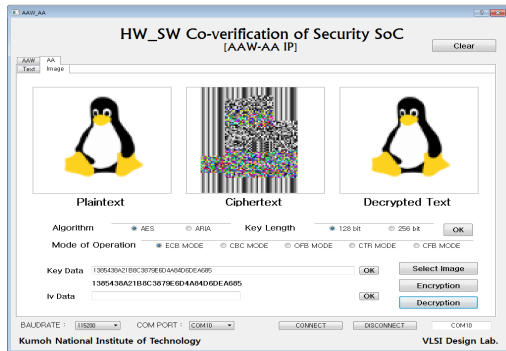 AAW_AA
HW_SW Co-verification of Security SoC
[AAW-AA IP]
Clear
AAW AA
Text Image
Plaintext Ciphertext Decrypted Text
Algorithm AES ARIA Key Length 128 bit 256 bit OK
Mode of Operation ECB MODE CBC MODE OFB MODE CTR MODE CFB MODE
Key Data 1385438A21B8C3879E6D4A84D6DEA685 OK Select Image
1385438A21B8C3879E6D4A84D6DEA685 Encryption
Iv Data OK Decryption
BAUDRATE : 115200 COM PORT : COM10 CONNECT DISCONNECT COM10
Kumoh National Institute of Technology VLSI Design Lab.